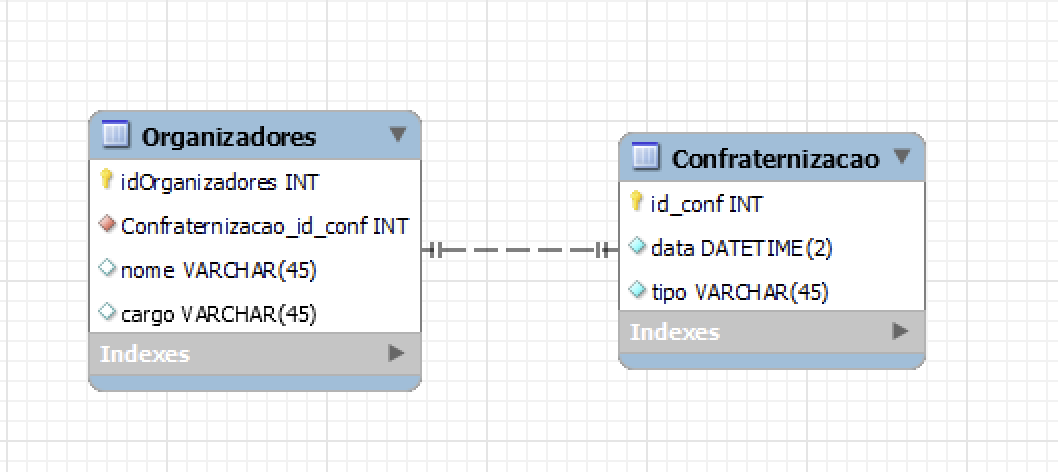 Organizadores
idOrganizadores INT
Confraternizacao_id_conf INT
nome VARCHAR(45)
cargo VARCHAR(45)
Indexes
Confraternizacao
id_conf INT
data DATETIME(2)
tipo VARCHAR(45)
Indexes